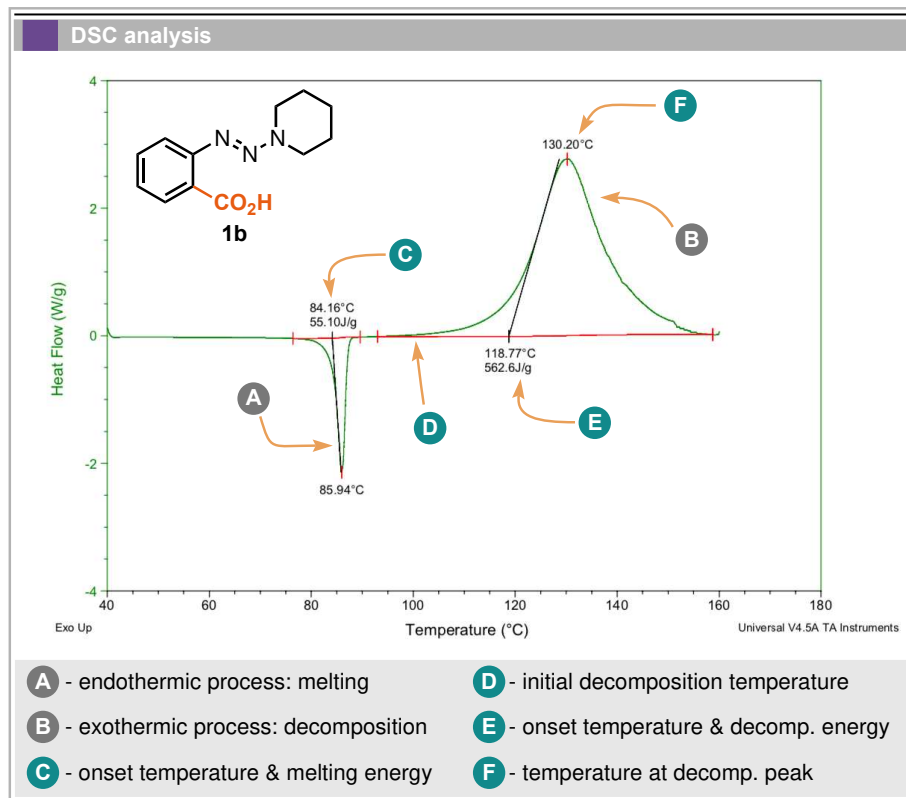 DSC analysis
4
2
0
-2
-4
Heat Flow (W/g)
N
N
N
CO₂H
1b
F
130.20°C
B
C
84.16°C
55.10J/g
A
118.77°C
562.6J/g
D
E
85.94°C
40
60
80
100
120
140
160
180
Exo Up
Temperature (°C)
Universal V4.5A TA Instruments
A - endothermic process: melting
B - exothermic process: decomposition
C - onset temperature & melting energy
D - initial decomposition temperature
E - onset temperature & decomp. energy
F - temperature at decomp. peak